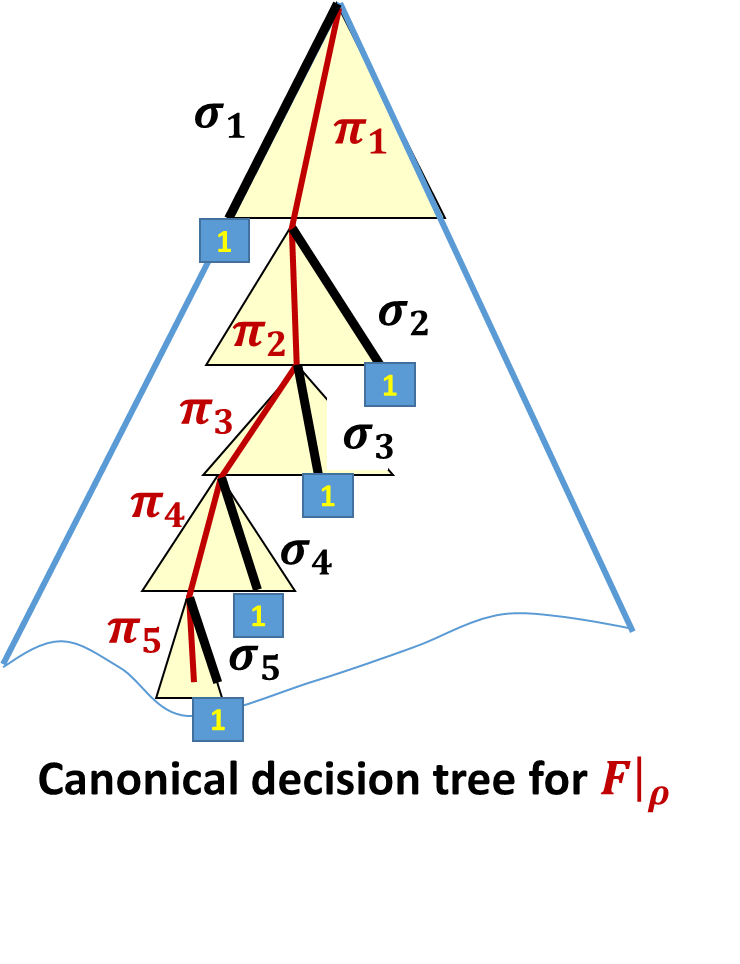 σ₁
π₁
1
σ₂
π₂
1
π₃
σ₃
1
π₄
σ₄
1
π₅
σ₅
1
Canonical decision tree for F|ρ